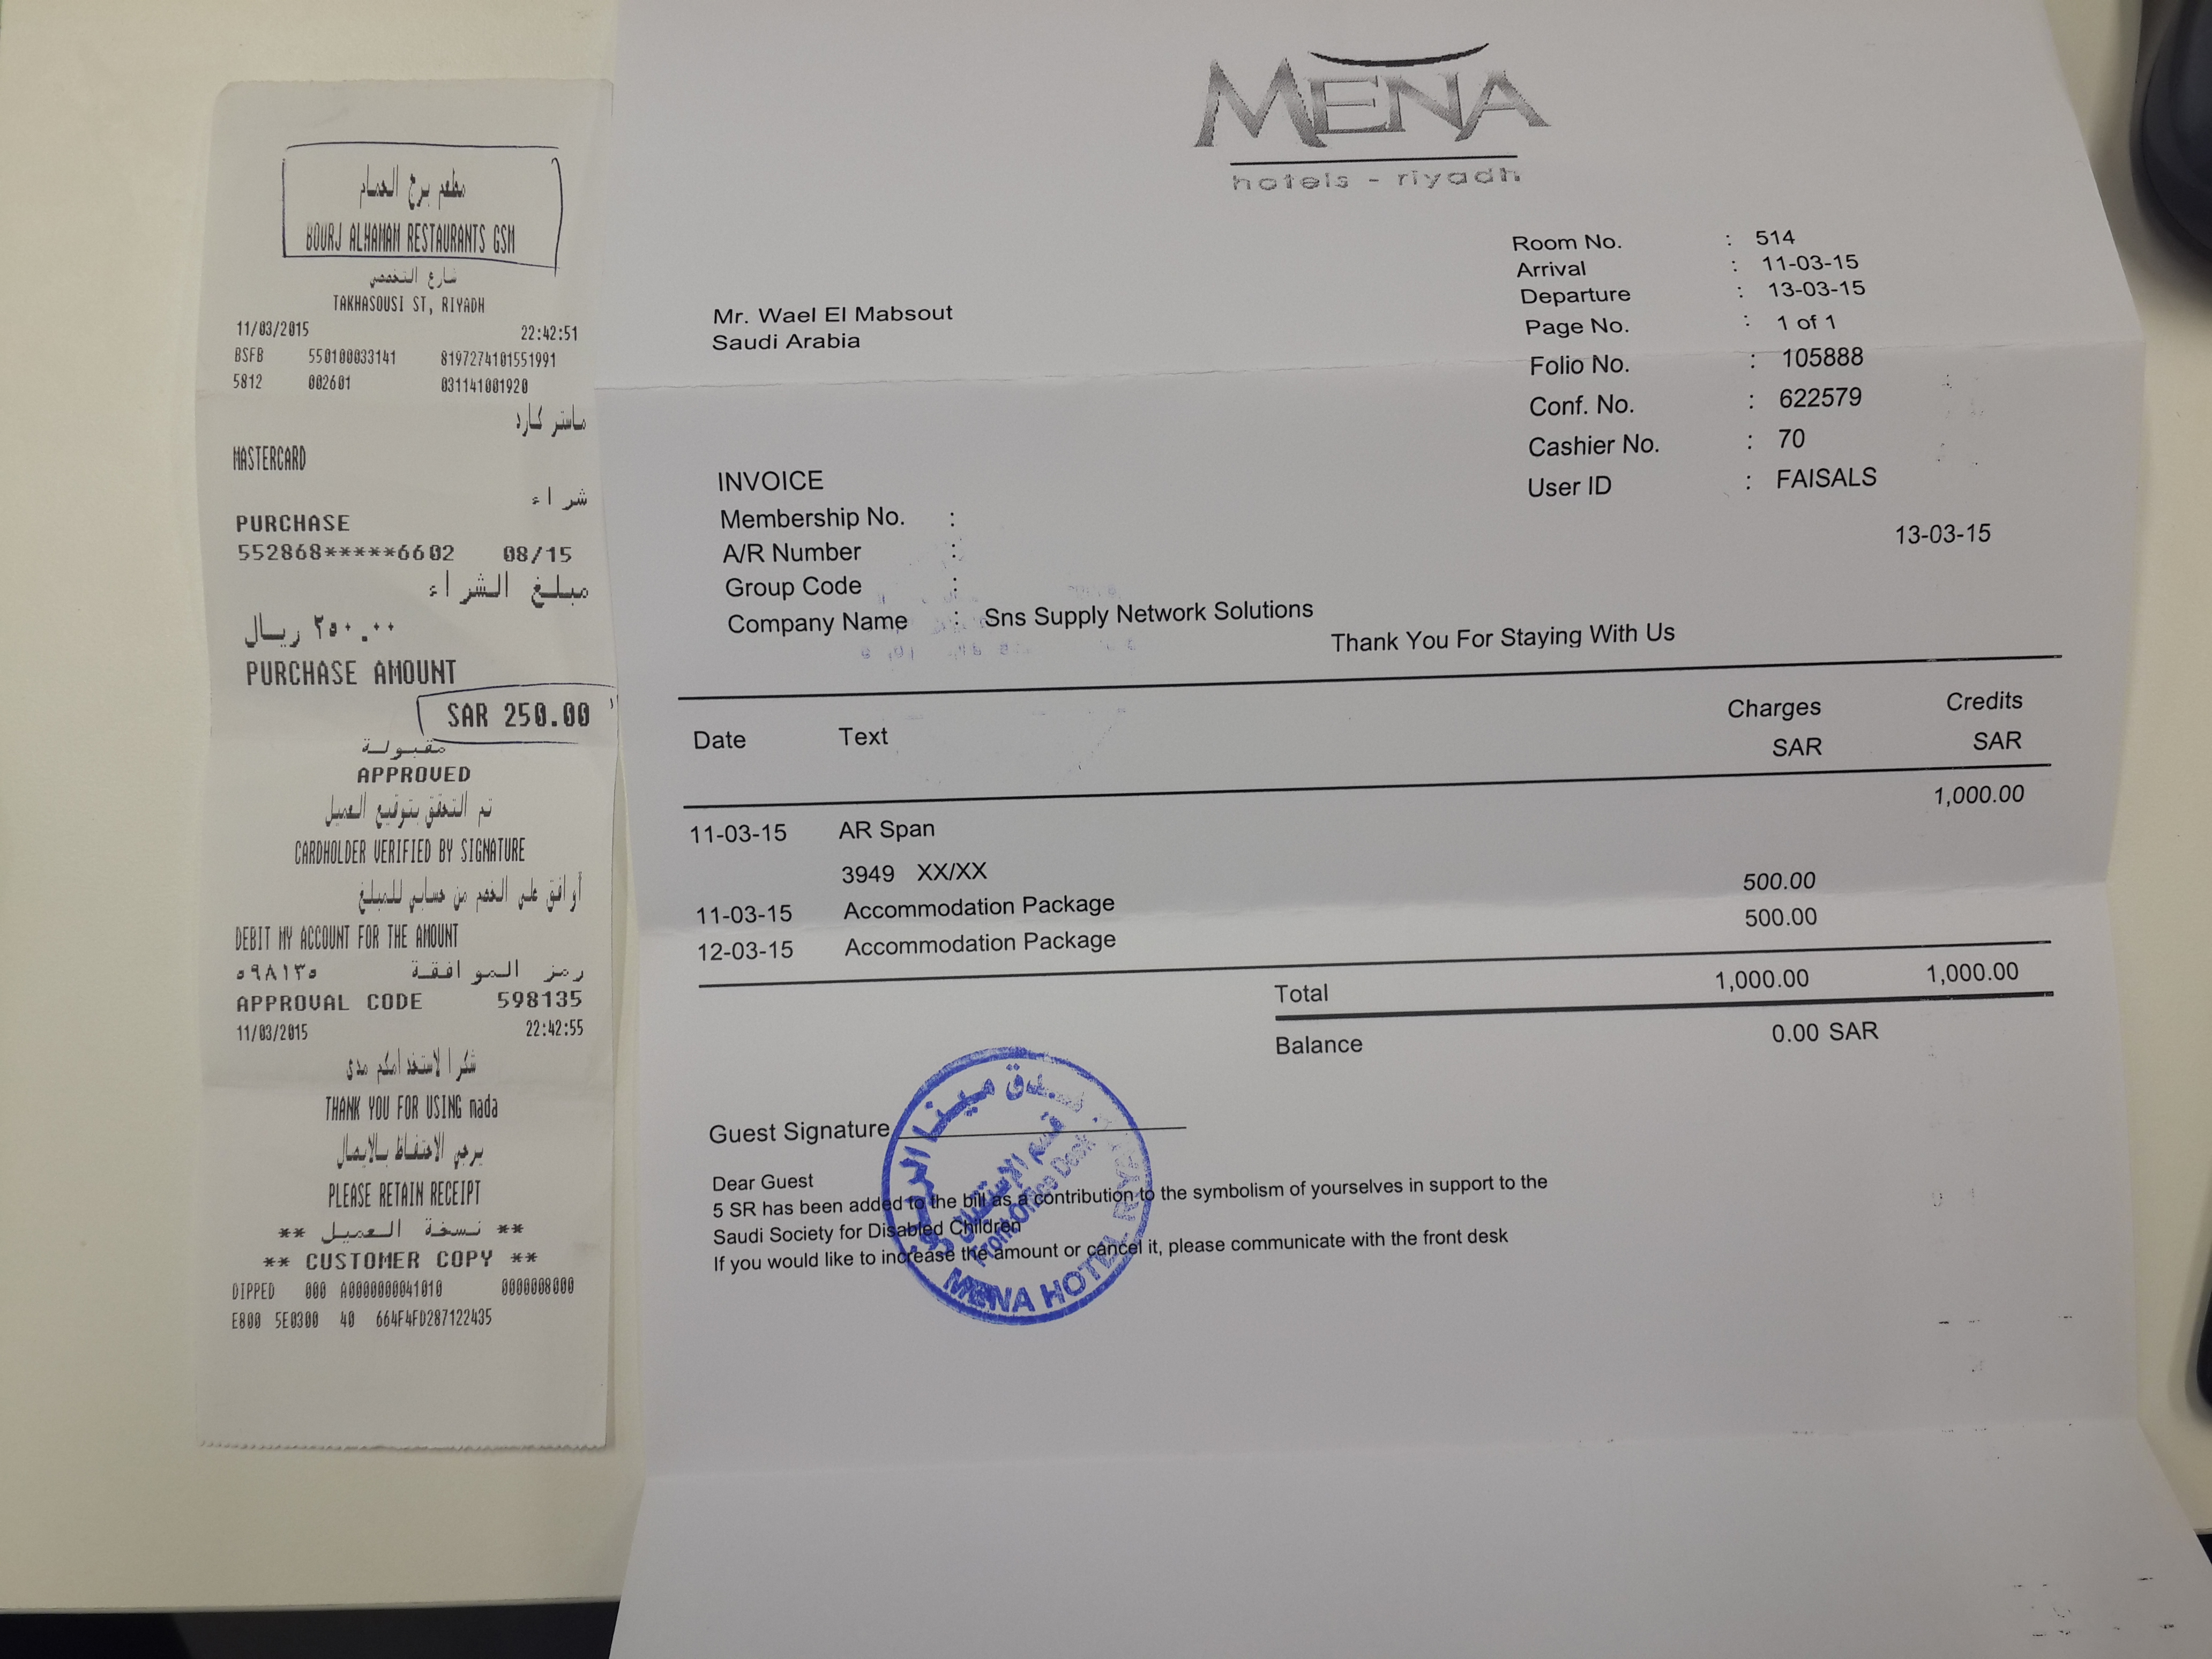 مطعم برج الحمام
BOURJ ALHAMAM RESTAURANTS GSM
شارع التخصصي
TAKHASOUSI ST, RIYADH
11/03/2015 22:42:51
BSFB 550100033141 8197274101551991
5812 002601 031141001920
ماستر كارد
MASTERCARD
شراء
PURCHASE
552868*****6602 08/15
مبلغ الشراء
٢٥٠.٠٠ ريال
PURCHASE AMOUNT
SAR 250.00
مقبولة
APPROVED
تم التحقق بتوقيع العميل
CARDHOLDER VERIFIED BY SIGNATURE
أوافق على الخصم من حسابي للمبلغ
DEBIT MY ACCOUNT FOR THE AMOUNT
رمز الموافقة ٥٩٨١٣٥
APPROVAL CODE 598135
11/03/2015 22:42:55
شكرا لاستخدامكم مدى
THANK YOU FOR USING mada
يرجي الاحتفاظ بالايصال
PLEASE RETAIN RECEIPT
** نسخة العميل **
** CUSTOMER COPY **
DIPPED 000 A0000000041010 0000008000
E800 5E0300 40 664F4FD287122435
MENA
hotels - riyadh
Room No. : 514
Arrival : 11-03-15
Departure : 13-03-15
Page No. : 1 of 1
Folio No. : 105888
Conf. No. : 622579
Cashier No. : 70
User ID : FAISALS
Mr. Wael El Mabsout
Saudi Arabia
INVOICE
13-03-15
Membership No. :
A/R Number :
Group Code :
Company Name : Sns Supply Network Solutions
Thank You For Staying With Us
Date Text Charges Credits
SAR SAR
11-03-15 AR Span 1,000.00
3949 XX/XX
11-03-15 Accommodation Package 500.00
12-03-15 Accommodation Package 500.00
Total 1,000.00 1,000.00
Balance 0.00 SAR
Guest Signature
Dear Guest
5 SR has been added to the bill as a contribution to the symbolism of yourselves in support to the
Saudi Society for Disabled Children
If you would like to increase the amount or cancel it, please communicate with the front desk
فندق مينا الرياض
قسم الإستقبال
Front Office Desk
MENA HOTEL RIYADH